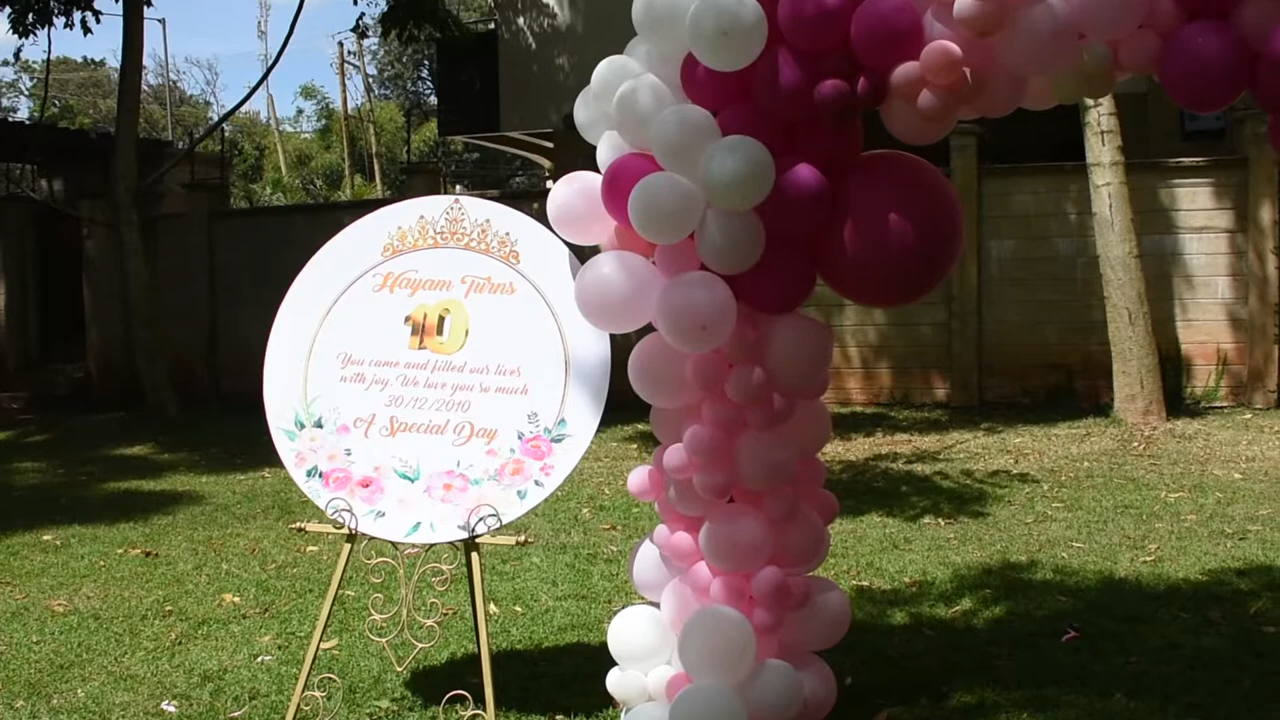 Hayam Turns
10
You came and filled our lives
with joy. We love you so much
30/12/2010
A Special Day